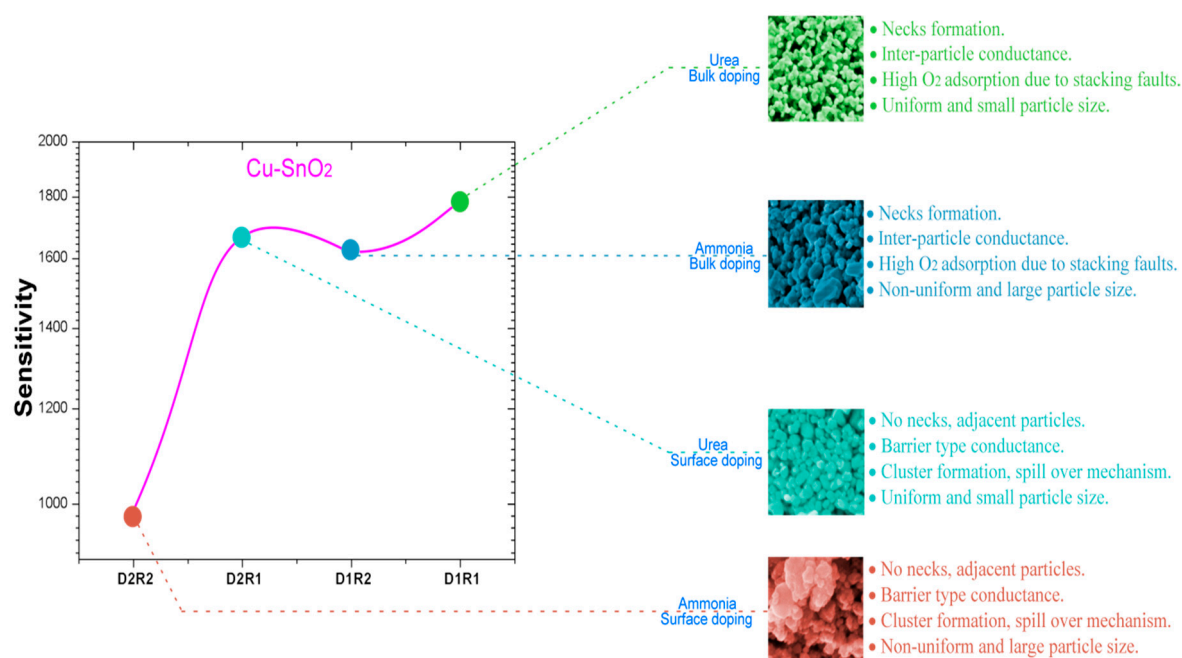 Cu-SnO2
Sensitivity
2000
1800
1600
1400
1200
1000
D2R2
D2R1
D1R2
D1R1
Urea
Bulk doping
• Necks formation.
• Inter-particle conductance.
• High O2 adsorption due to stacking faults.
• Uniform and small particle size.
Ammonia
Bulk doping
• Necks formation.
• Inter-particle conductance.
• High O2 adsorption due to stacking faults.
• Non-uniform and large particle size.
Urea
Surface doping
• No necks, adjacent particles.
• Barrier type conductance.
• Cluster formation, spill over mechanism.
• Uniform and small particle size.
Ammonia
Surface doping
• No necks, adjacent particles.
• Barrier type conductance.
• Cluster formation, spill over mechanism.
• Non-uniform and large particle size.